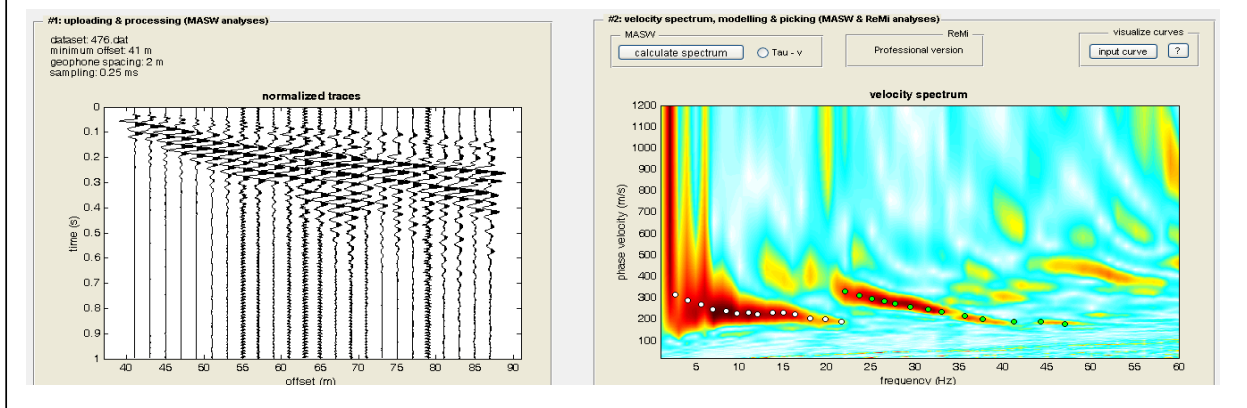 #1: uploading & processing (MASW analyses)
dataset: 476.dat
minimum offset: 41 m
geophone spacing: 2 m
sampling: 0.25 ms
normalized traces
0
0.1
0.2
0.3
0.4
0.5
0.6
0.7
0.8
0.9
1
time (s)
40 45 50 55 60 65 70 75 80 85 90
offset (m)
#2: velocity spectrum, modelling & picking (MASW & ReMi analyses)
MASW
calculate spectrum
Tau - v
ReMi
Professional version
visualize curves
input curve
?
velocity spectrum
1200
1100
1000
900
800
700
600
500
400
300
200
100
phase velocity (m/s)
5 10 15 20 25 30 35 40 45 50 55 60
frequency (Hz)